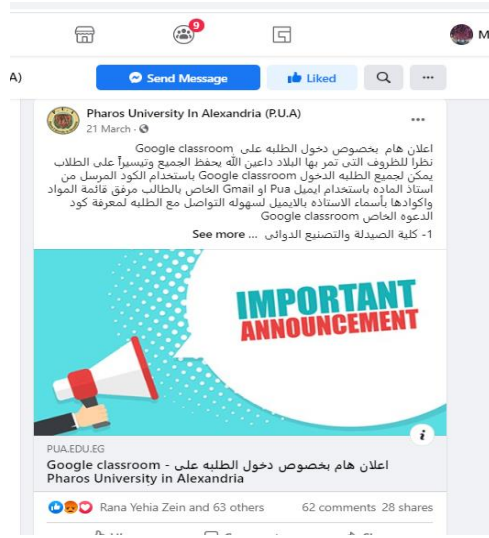 9
M
A)
Send Message
Liked
Pharos University In Alexandria (P.U.A)
21 March ·
اعلان هام بخصوص دخول الطلبه على Google classroom
نظرا للظروف التى تمر بها البلاد داعين الله يحفظ الجميع وتيسيراً على الطلاب
يمكن لجميع الطلبه الدخول Google classroom باستخدام الكود المرسل من
استاذ الماده باستخدام ايميل Pua او Gmail الخاص بالطالب مرفق قائمة المواد
واكوادها بأسماء الاساتذه بالايميل لسهوله التواصل مع الطلبه لمعرفة كود
الدعوه الخاص Google classroom
1- كلية الصيدلة والتصنيع الدوائى ... See more
IMPORTANT
ANNOUNCEMENT
PUA.EDU.EG
اعلان هام بخصوص دخول الطلبه على - Google classroom
Pharos University in Alexandria
Rana Yehia Zein and 63 others
62 comments 28 shares